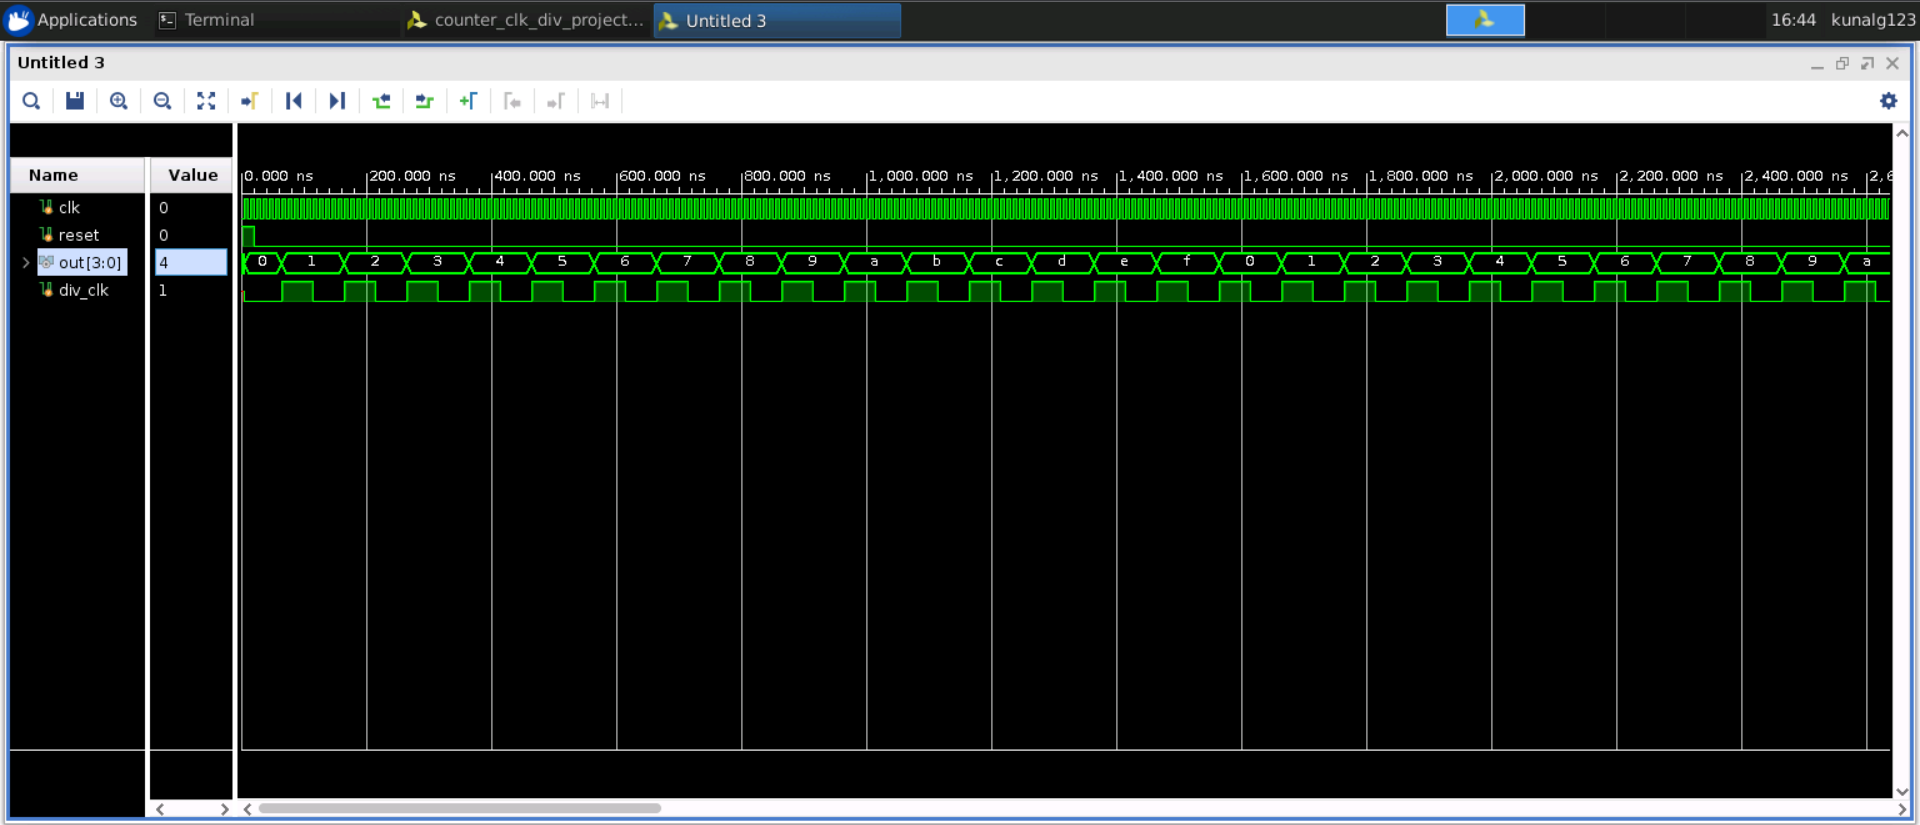 Applications Terminal counter_clk_div_project... Untitled 3 16:44 kunalg123
Untitled 3
Name Value 0.000 ns 200.000 ns 400.000 ns 600.000 ns 800.000 ns 1,000.000 ns 1,200.000 ns 1,400.000 ns 1,600.000 ns 1,800.000 ns 2,000.000 ns 2,200.000 ns 2,400.000 ns 2,6
clk 0
reset 0
out[3:0] 4 0 1 2 3 4 5 6 7 8 9 a b c d e f 0 1 2 3 4 5 6 7 8 9 a
div_clk 1